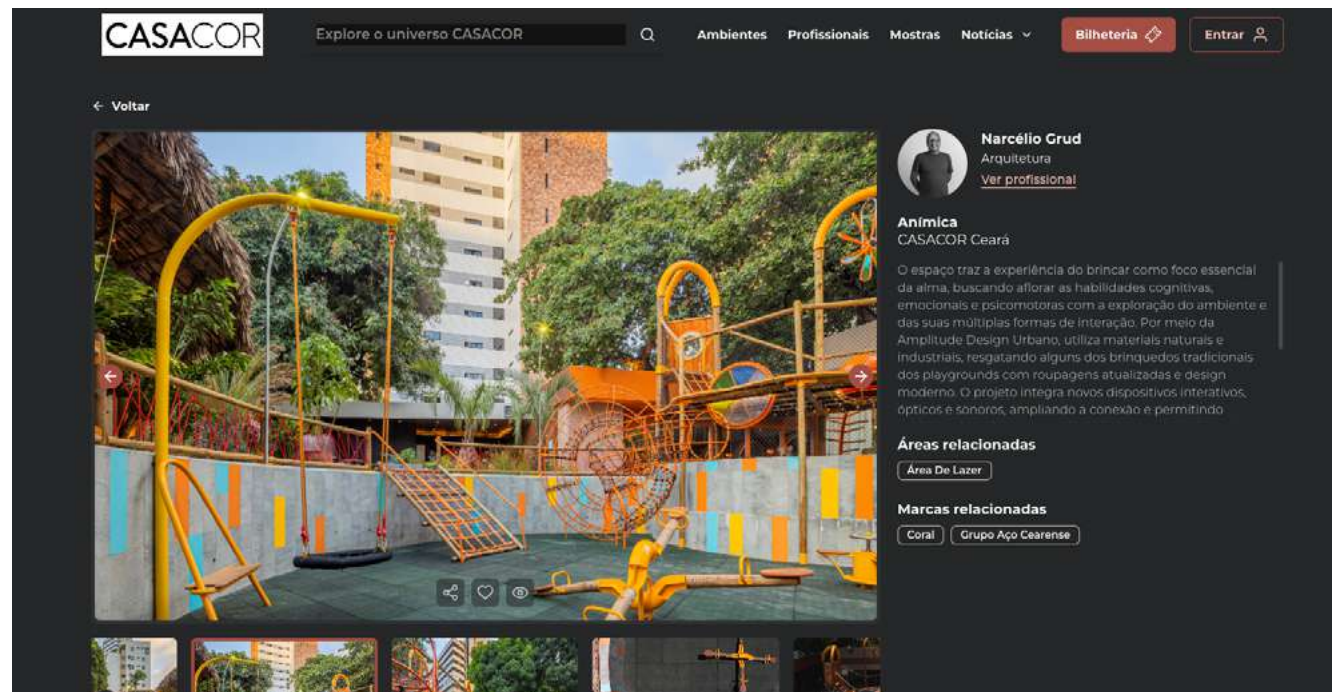 CASACOR
Explore o universo CASACOR
Ambientes
Profissionais
Mostras
Notícias
Bilheteria
Entrar
Voltar
Narcélio Grud
Arquitetura
Ver profissional
Anímica
CASACOR Ceará
O espaço traz a experiência do brincar como foco essencial
da alma, buscando aflorar as habilidades cognitivas,
emocionais e psicomotoras com a exploração do ambiente e
das suas múltiplas formas de interação. Por meio da
Amplitude Design Urbano, utiliza materiais naturais e
industriais, resgatando alguns dos brinquedos tradicionais
dos playgrounds com roupagens atualizadas e design
moderno. O projeto integra novos dispositivos interativos,
ópticos e sonoros, ampliando a conexão e permitindo
Áreas relacionadas
Área De Lazer
Marcas relacionadas
Coral
Grupo Aço Cearense